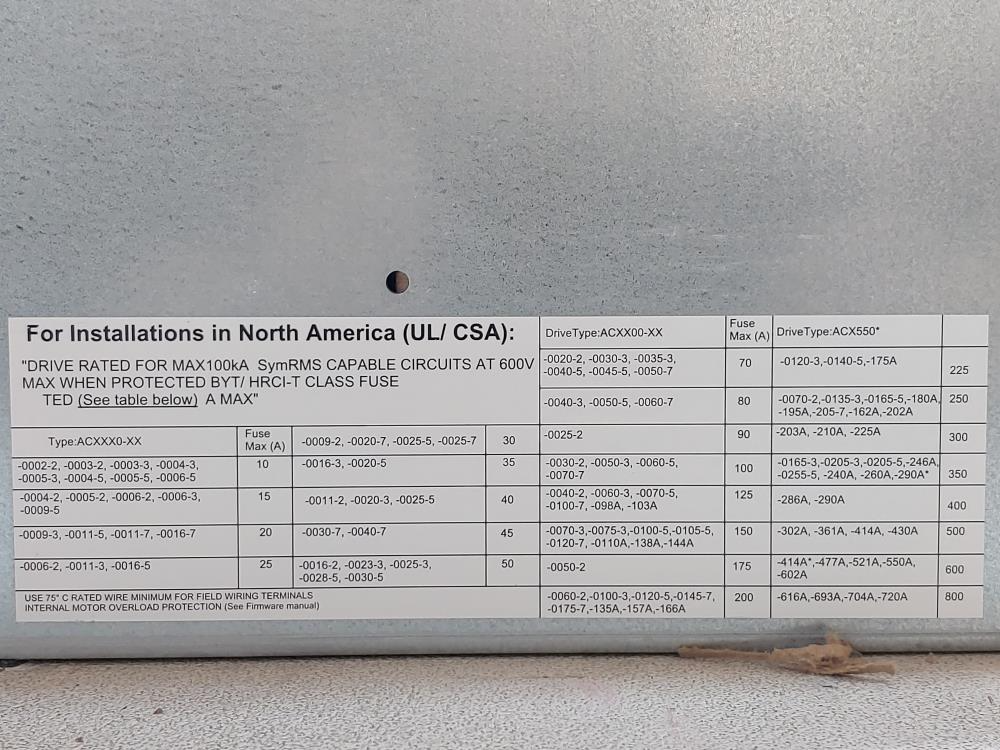 For Installations in North America (UL/ CSA):
"DRIVE RATED FOR MAX100kA SymRMS CAPABLE CIRCUITS AT 600V
MAX WHEN PROTECTED BYT/ HRCI-T CLASS FUSE
TED (See table below) A MAX"
Type:ACXXX0-XX
Fuse
Max (A)
-0009-2, -0020-7, -0025-5, -0025-7
30
-0002-2, -0003-2, -0003-3, -0004-3,
-0005-3, -0004-5, -0005-5, -0006-5
10
-0016-3, -0020-5
35
-0004-2, -0005-2, -0006-2, -0006-3,
-0009-5
15
-0011-2, -0020-3, -0025-5
40
-0009-3, -0011-5, -0011-7, -0016-7
20
-0030-7, -0040-7
45
-0006-2, -0011-3, -0016-5
25
-0016-2, -0023-3, -0025-3,
-0028-5, -0030-5
50
USE 75° C RATED WIRE MINIMUM FOR FIELD WIRING TERMINALS
INTERNAL MOTOR OVERLOAD PROTECTION (See Firmware manual)
DriveType:ACXX00-XX
Fuse
Max (A)
DriveType:ACX550*
-0020-2, -0030-3, -0035-3,
-0040-5, -0045-5, -0050-7
70
-0120-3,-0140-5,-175A
225
-0040-3, -0050-5, -0060-7
80
-0070-2,-0135-3,-0165-5,-180A,
-195A,-205-7,-162A,-202A
250
-0025-2
90
-203A, -210A, -225A
300
-0030-2, -0050-3, -0060-5,
-0070-7
100
-0165-3,-0205-3,-0205-5,-246A,
-0255-5, -240A, -260A,-290A*
350
-0040-2, -0060-3, -0070-5,
-0100-7, -098A, -103A
125
-286A, -290A
400
-0070-3,-0075-3,-0100-5,-0105-5,
-0120-7, -0110A,-138A,-144A
150
-302A, -361A, -414A, -430A
500
-0050-2
175
-414A*,-477A,-521A,-550A,
-602A
600
-0060-2,-0100-3,-0120-5,-0145-7,
-0175-7,-135A,-157A,-166A
200
-616A,-693A,-704A,-720A
800